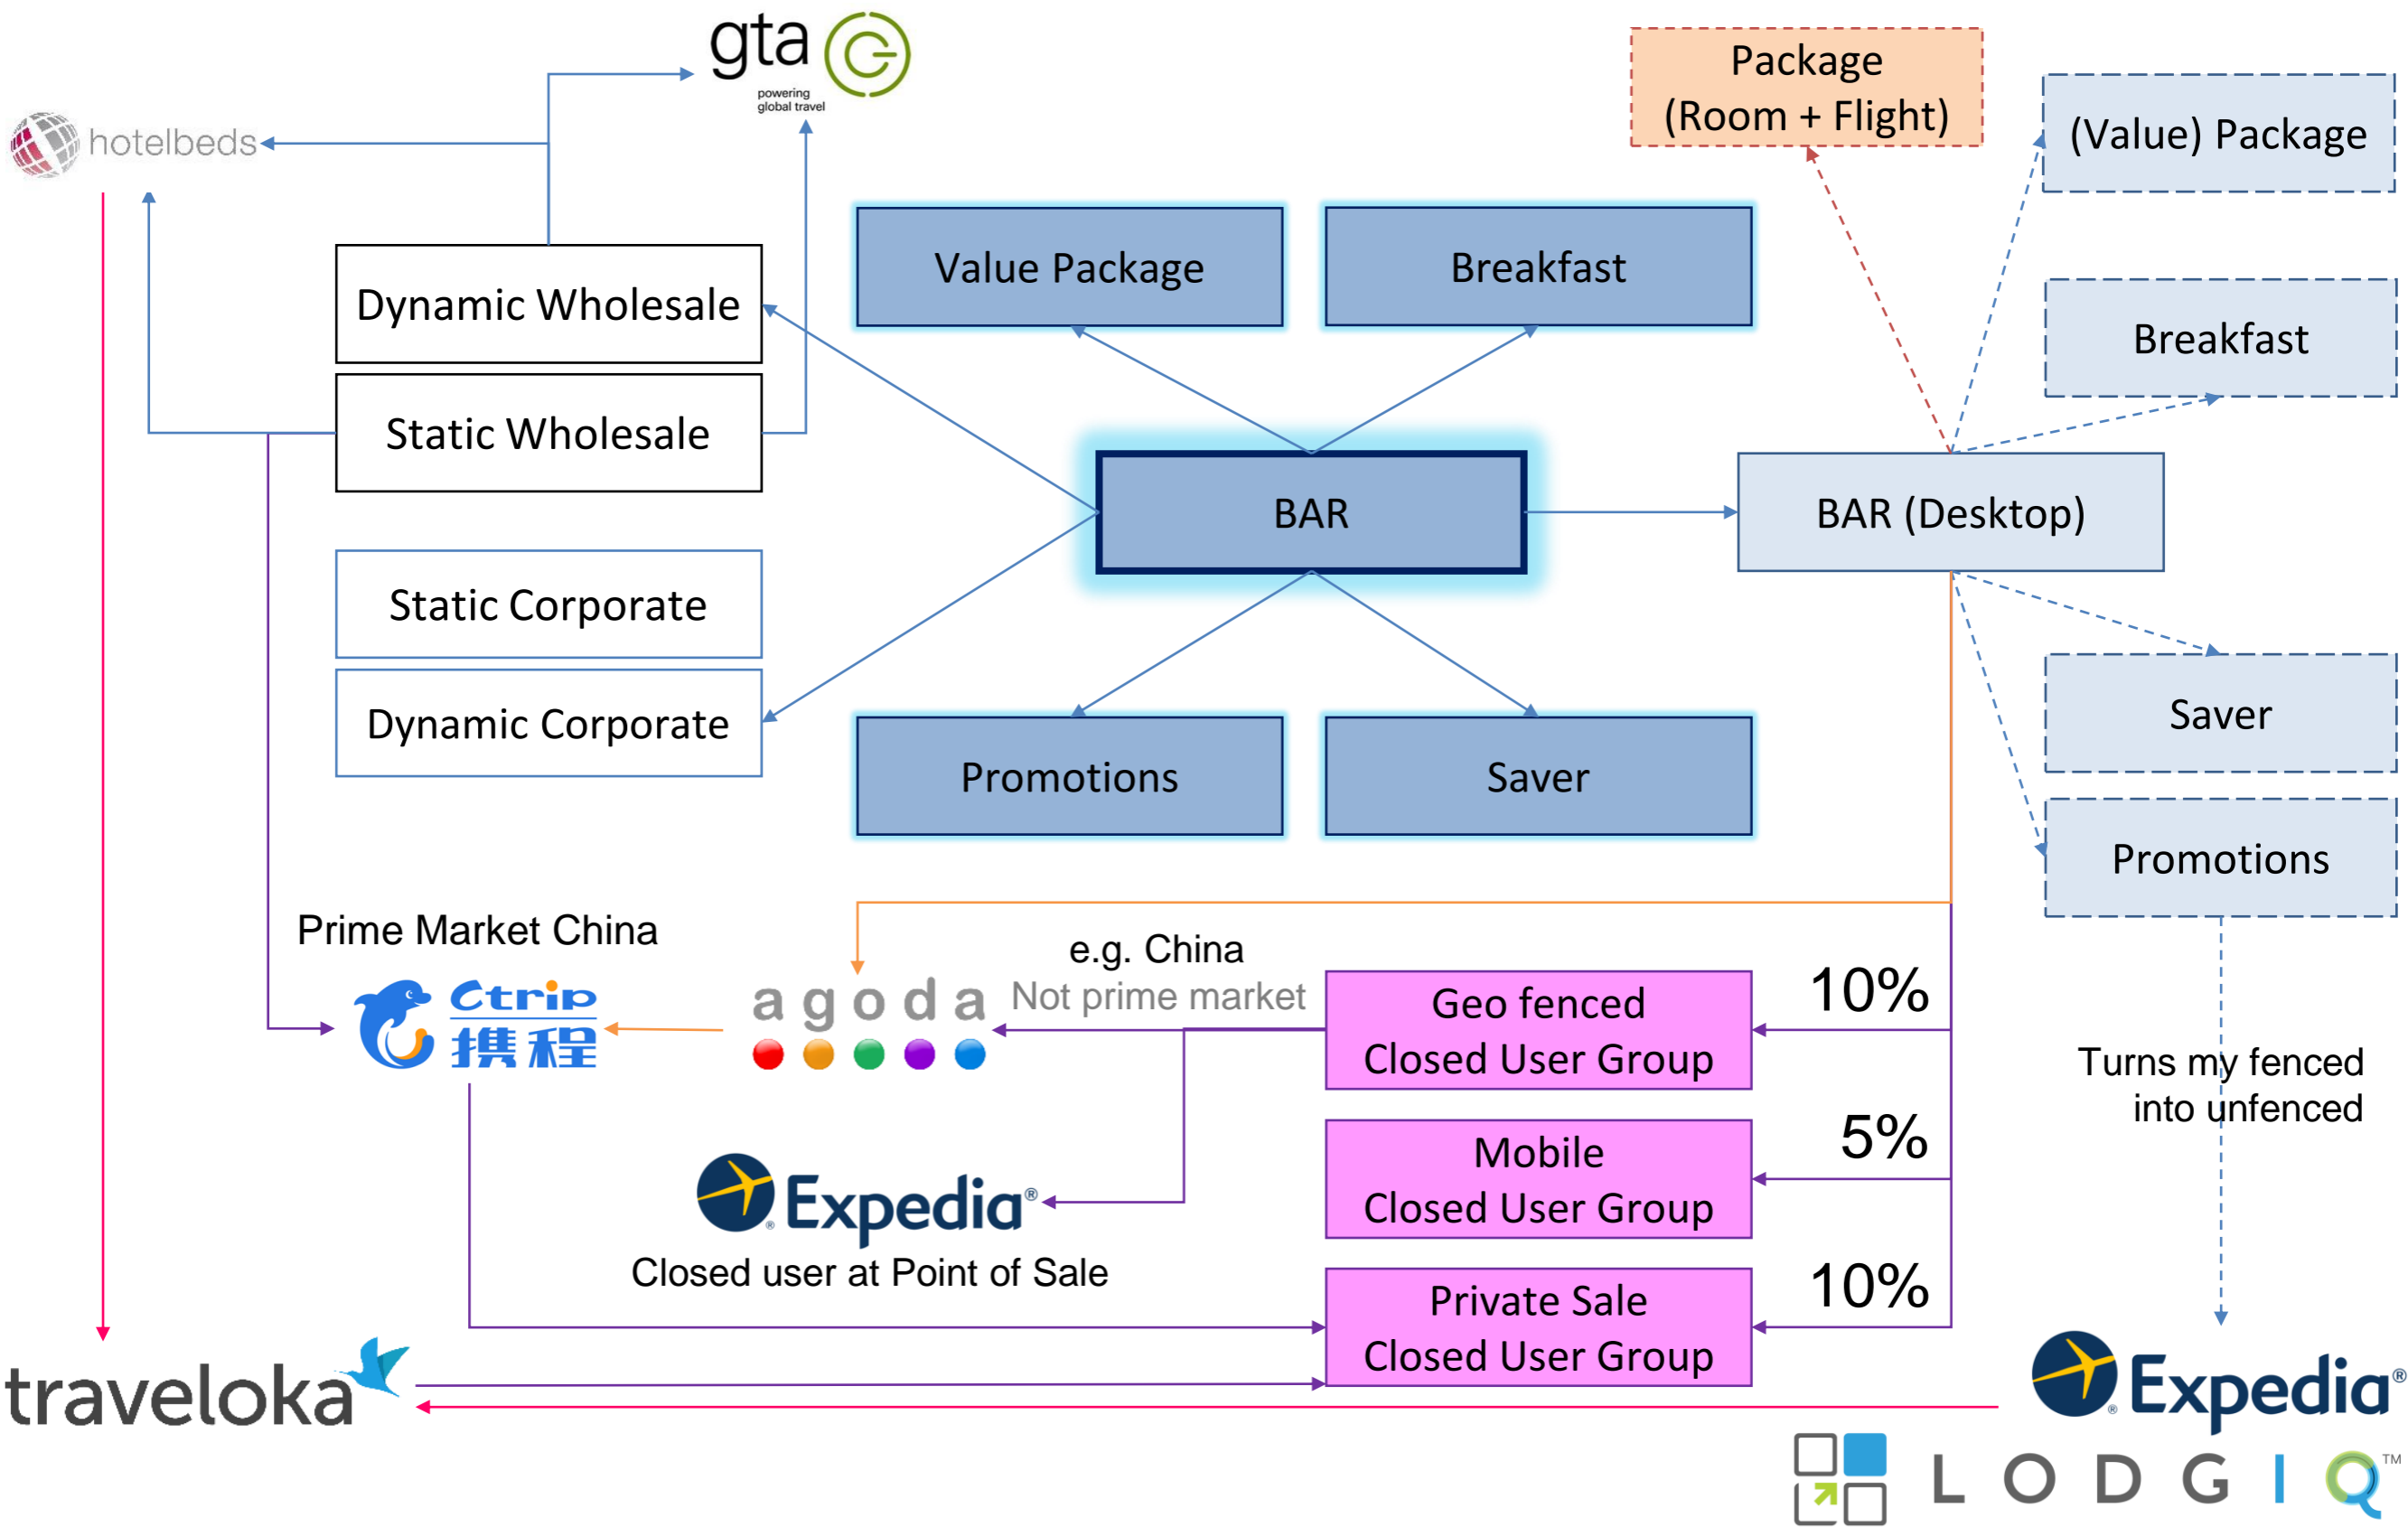 gta
powering
global travel
hotelbeds
Package
(Room + Flight)
(Value) Package
Value Package
Breakfast
Dynamic Wholesale
Breakfast
Static Wholesale
BAR
BAR (Desktop)
Static Corporate
Dynamic Corporate
Promotions
Saver
Saver
Promotions
Prime Market China
e.g. China
Not prime market
Ctrip
携程
agoda
Geo fenced
Closed User Group
10%
Turns my fenced
into unfenced
Mobile
Closed User Group
5%
Expedia®
Closed user at Point of Sale
Private Sale
Closed User Group
10%
traveloka
Expedia®
LODGIQ™